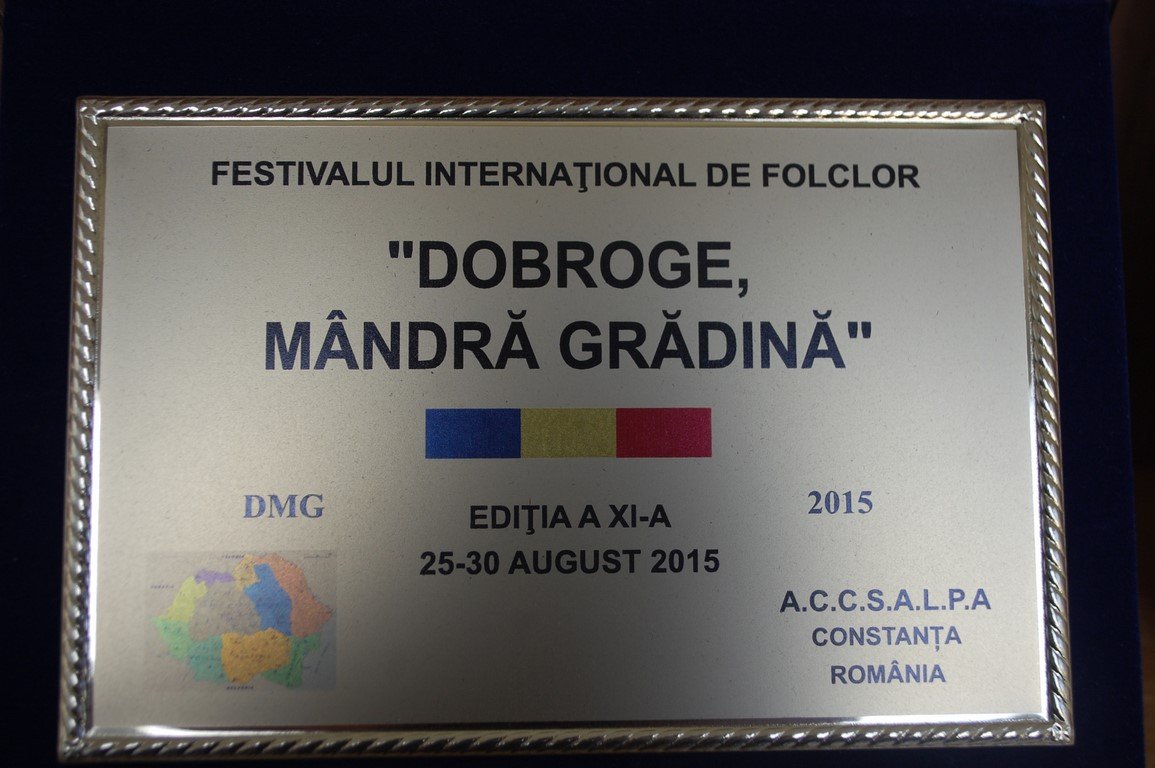 FESTIVALUL INTERNAŢIONAL DE FOLCLOR
"DOBROGE,
MÂNDRĂ GRĂDINĂ"
DMG
2015
EDIŢIA A XI-A
25-30 AUGUST 2015
A.C.C.S.A.L.P.A
CONSTANȚA
ROMÂNIA